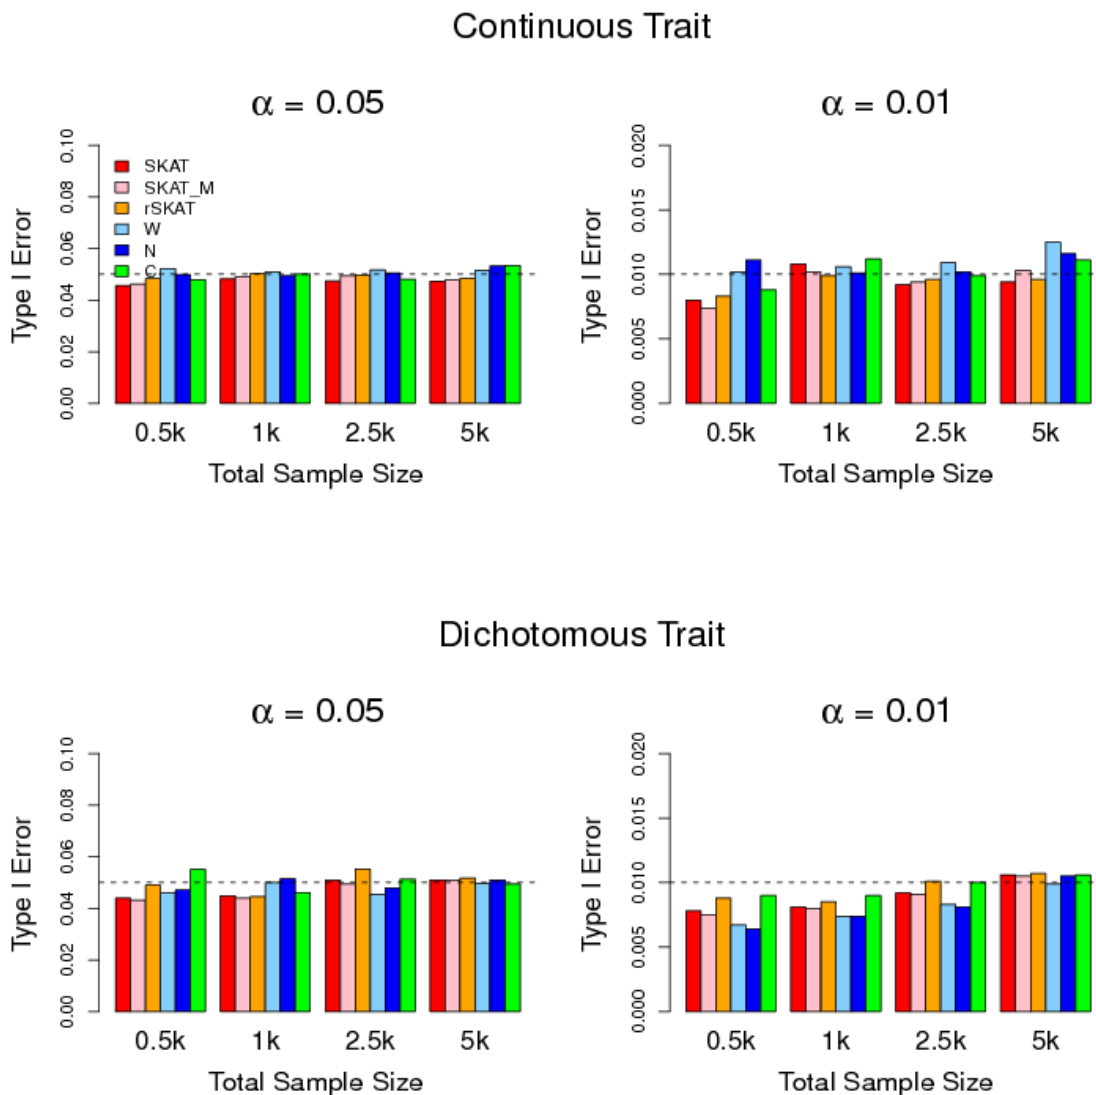 Continuous Trait
α = 0.05
α = 0.01
Type I Error
0.00 0.02 0.04 0.06 0.08 0.10
SKAT
SKAT_M
rSKAT
W
N
C
0.5k 1k 2.5k 5k
Total Sample Size
Type I Error
0.000 0.005 0.010 0.015 0.020
0.5k 1k 2.5k 5k
Total Sample Size
Dichotomous Trait
α = 0.05
α = 0.01
Type I Error
0.00 0.02 0.04 0.06 0.08 0.10
0.5k 1k 2.5k 5k
Total Sample Size
Type I Error
0.000 0.005 0.010 0.015 0.020
0.5k 1k 2.5k 5k
Total Sample Size